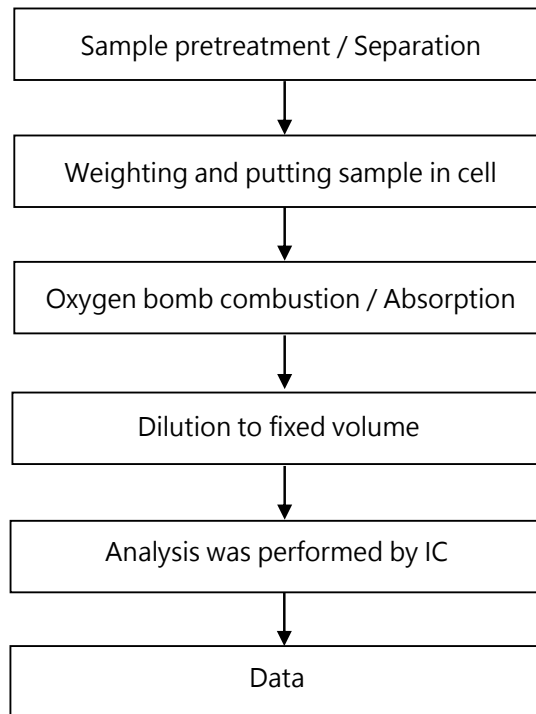 Sample pretreatment / Separation
Weighting and putting sample in cell
Oxygen bomb combustion / Absorption
Dilution to fixed volume
Analysis was performed by IC
Data